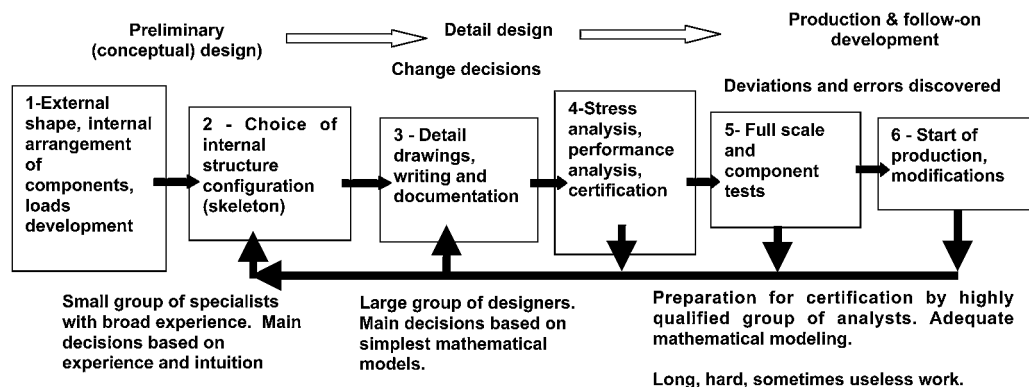 Preliminary
(conceptual) design
Detail design
Production & follow-on
development
Change decisions
Deviations and errors discovered
1-External
shape, internal
arrangement
of
components,
loads
development
2 - Choice of
internal
structure
configuration
(skeleton)
3 - Detail
drawings,
writing and
documentation
4-Stress
analysis,
performance
analysis,
certification
5- Full scale
and
component
tests
6 - Start of
production,
modifications
Small group of specialists
with broad experience. Main
decisions based on
experience and intuition
Large group of designers.
Main decisions based on
simplest mathematical
models.
Preparation for certification by highly
qualified group of analysts. Adequate
mathematical modeling.
Long, hard, sometimes useless work.